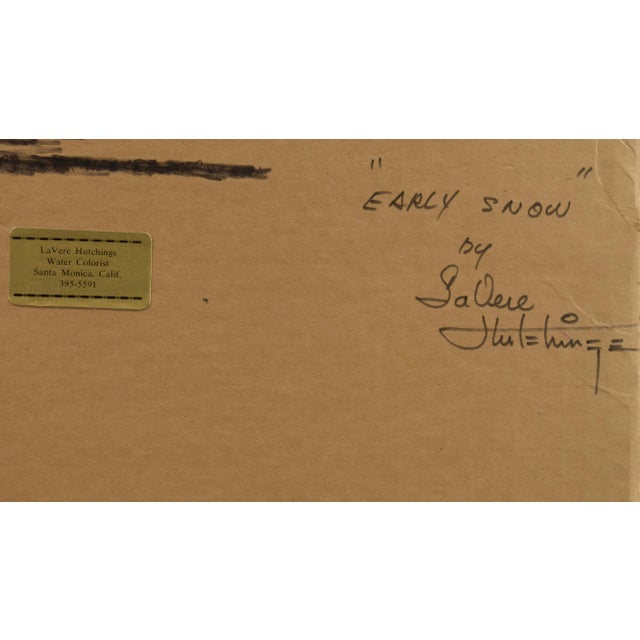 " "
EARLY SNOW
by
LaVere
Hutchings
LaVere Hutchings
Water Colorist
Santa Monica, Calif.
395-5591